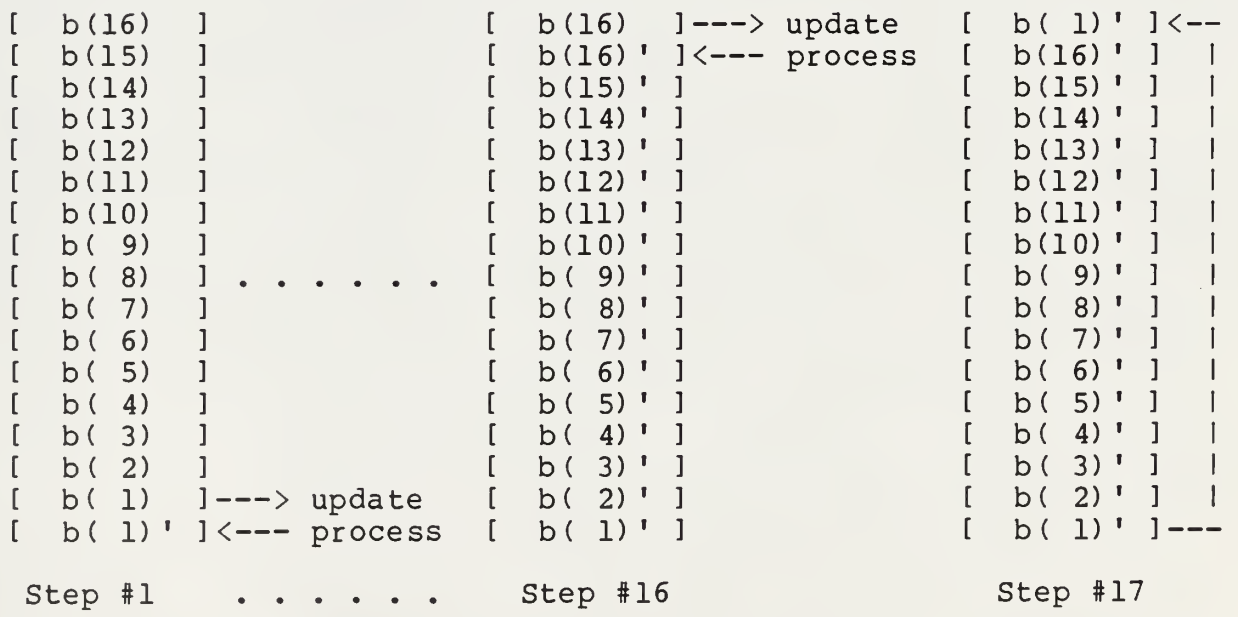 [  b(16)  ]          [  b(16)  ]---> update  [  b( 1)' ]<--
[  b(15)  ]          [  b(16)' ]<--- process [  b(16)' ]  |
[  b(14)  ]          [  b(15)' ]             [  b(15)' ]  |
[  b(13)  ]          [  b(14)' ]             [  b(14)' ]  |
[  b(12)  ]          [  b(13)' ]             [  b(13)' ]  |
[  b(11)  ]          [  b(12)' ]             [  b(12)' ]  |
[  b(10)  ]          [  b(11)' ]             [  b(11)' ]  |
[  b( 9)  ]          [  b(10)' ]             [  b(10)' ]  |
[  b( 8)  ] . . . . . . [  b( 9)' ]             [  b( 9)' ]  |
[  b( 7)  ]          [  b( 8)' ]             [  b( 8)' ]  |
[  b( 6)  ]          [  b( 7)' ]             [  b( 7)' ]  |
[  b( 5)  ]          [  b( 6)' ]             [  b( 6)' ]  |
[  b( 4)  ]          [  b( 5)' ]             [  b( 5)' ]  |
[  b( 3)  ]          [  b( 4)' ]             [  b( 4)' ]  |
[  b( 2)  ]          [  b( 3)' ]             [  b( 3)' ]  |
[  b( 1)  ]---> update  [  b( 2)' ]             [  b( 2)' ]  |
[  b( 1)' ]<--- process [  b( 1)' ]             [  b( 1)' ]---
Step #1  . . . . . .  Step #16  Step #17